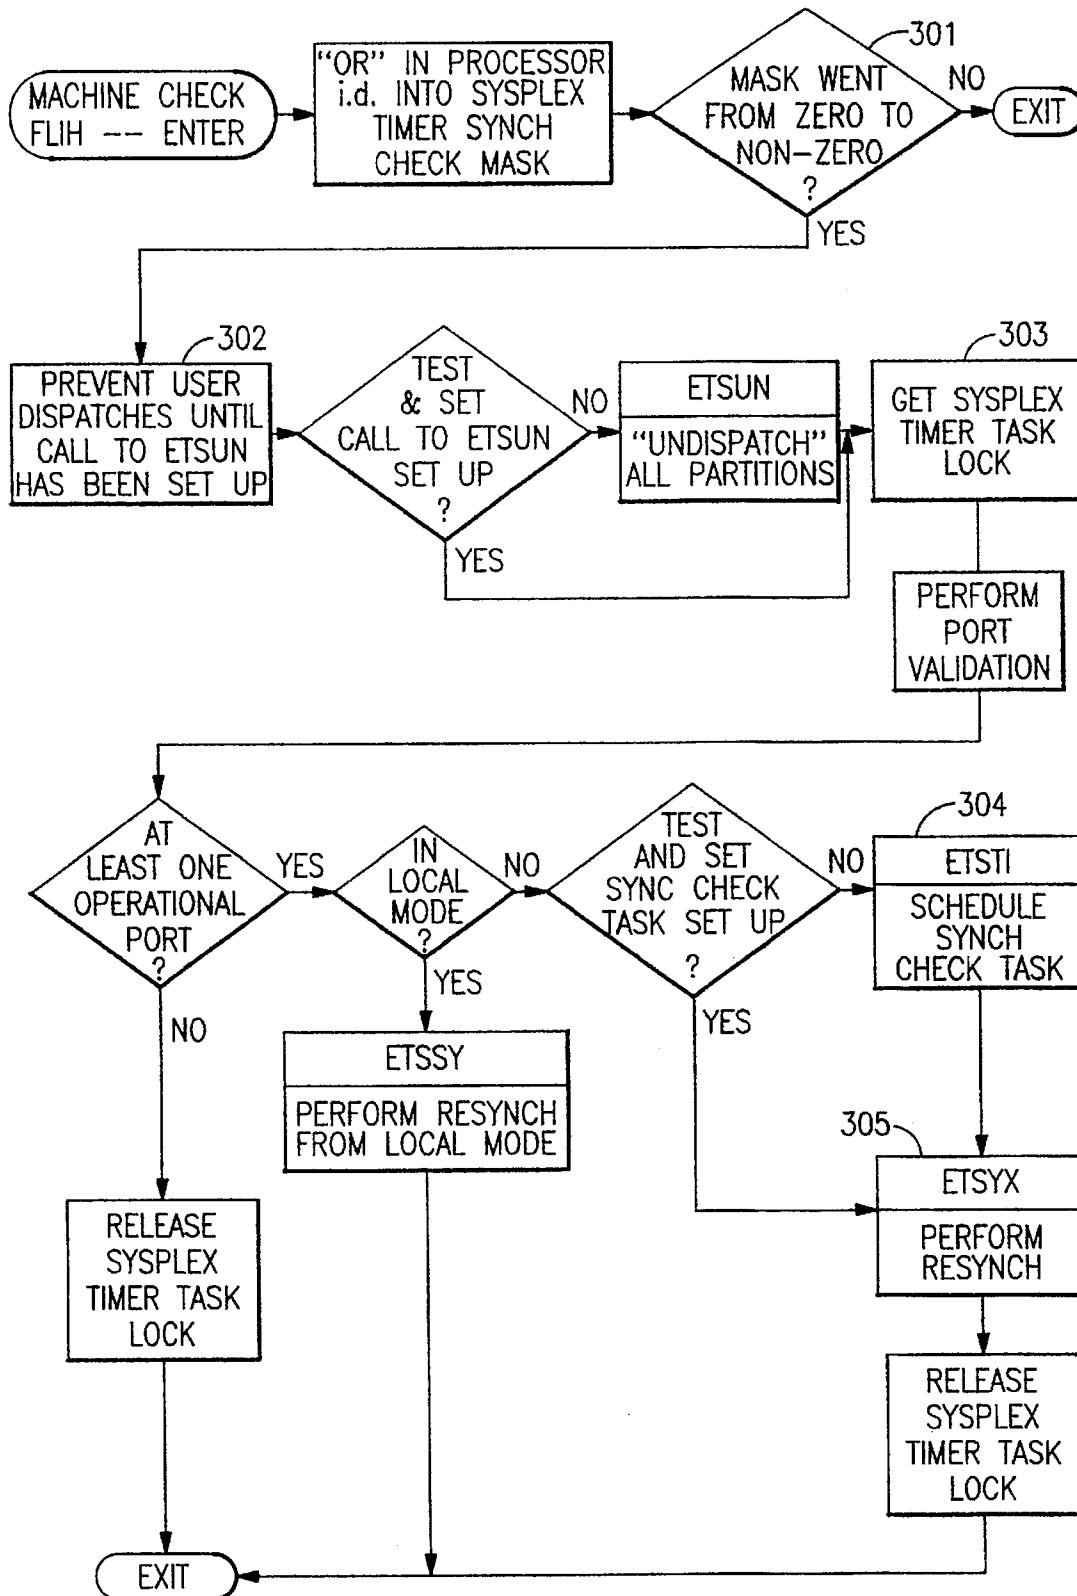 MACHINE CHECK
FLIH -- ENTER
"OR" IN PROCESSOR
i.d. INTO SYSPLEX
TIMER SYNCH
CHECK MASK
301
MASK WENT
FROM ZERO TO
NON-ZERO
?
NO
EXIT
YES
302
PREVENT USER
DISPATCHES UNTIL
CALL TO ETSUN
HAS BEEN SET UP
TEST
& SET
CALL TO ETSUN
SET UP
?
NO
YES
ETSUN
"UNDISPATCH"
ALL PARTITIONS
303
GET SYSPLEX
TIMER TASK
LOCK
PERFORM
PORT
VALIDATION
AT
LEAST ONE
OPERATIONAL
PORT
?
YES
NO
IN
LOCAL
MODE
?
NO
YES
TEST
AND SET
SYNC CHECK
TASK SET UP
?
NO
YES
304
ETSTI
SCHEDULE
SYNCH
CHECK TASK
ETSSY
PERFORM RESYNCH
FROM LOCAL MODE
305
ETSYX
PERFORM
RESYNCH
RELEASE
SYSPLEX
TIMER TASK
LOCK
RELEASE
SYSPLEX
TIMER TASK
LOCK
EXIT